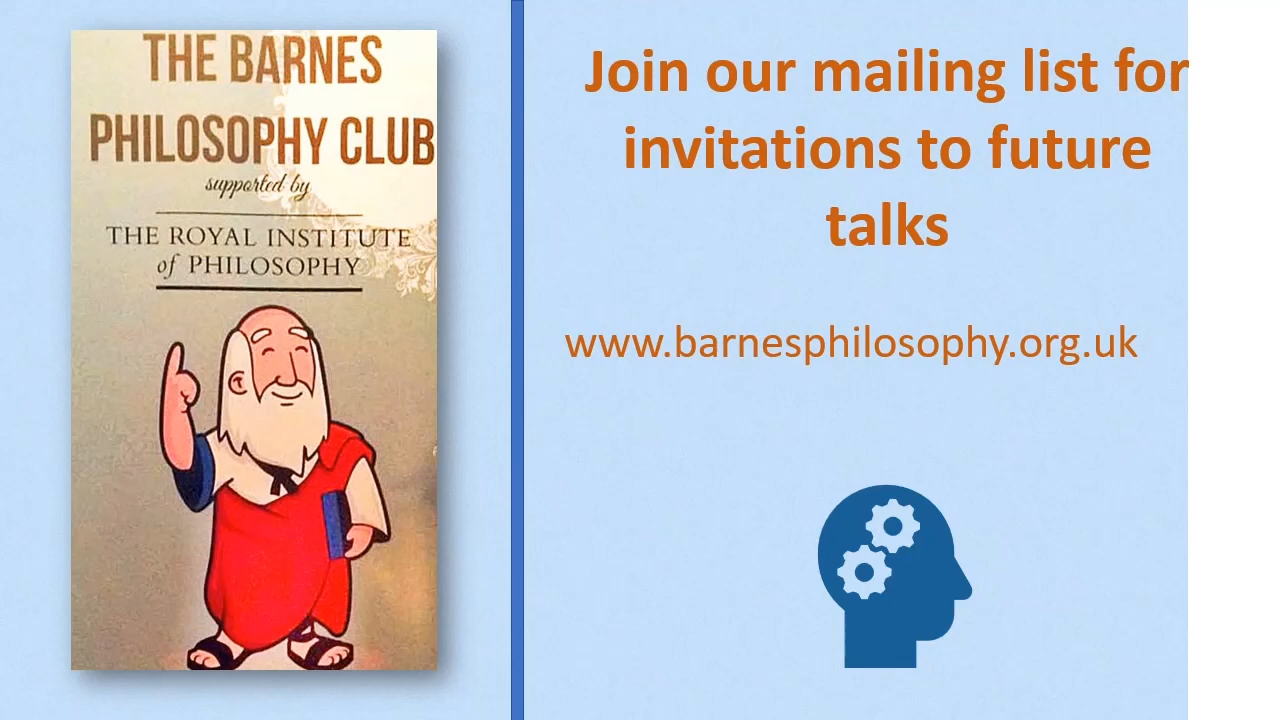 THE BARNES
PHILOSOPHY CLUB
supported by
THE ROYAL INSTITUTE
of PHILOSOPHY
Join our mailing list for
invitations to future
talks
www.barnesphilosophy.org.uk